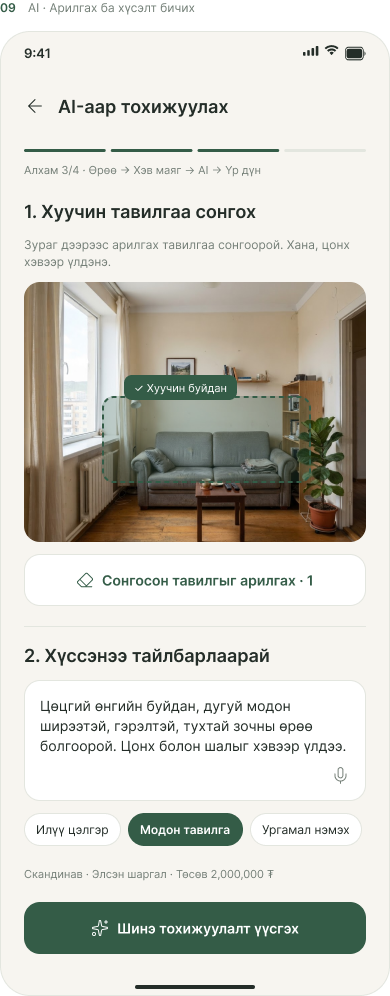 09 AI · Арилгах ба хүсэлт бичих
9:41
AI-аар тохижуулах
Алхам 3/4 · Өрөө → Хэв маяг → AI → Үр дүн
1. Хуучин тавилгаа сонгох
Зураг дээрээс арилгах тавилгаа сонгоорой. Хана, цонх
хэвээр үлдэнэ.
✓ Хуучин буйдан
Сонгосон тавилгыг арилгах · 1
2. Хүссэнээ тайлбарлаарай
Цөцгий өнгийн буйдан, дугуй модон
ширээтэй, гэрэлтэй, тухтай зочны өрөө
болгоорой. Цонх болон шалыг хэвээр үлдээ.
Илүү цэлгэр
Модон тавилга
Ургамал нэмэх
Скандинав · Элсэн шаргал · Төсөв 2,000,000 ₮
Шинэ тохижуулалт үүсгэх